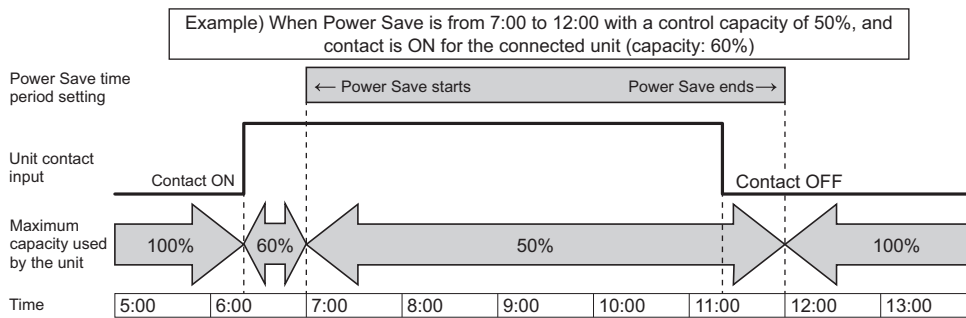 Example) When Power Save is from 7:00 to 12:00 with a control capacity of 50%, and
contact is ON for the connected unit (capacity: 60%)
Power Save time
period setting
← Power Save starts
Power Save ends→
Unit contact
input
Contact ON
Contact OFF
Maximum
capacity used
by the unit
100%
60%
50%
100%
Time
5:00 6:00 7:00 8:00 9:00 10:00 11:00 12:00 13:00